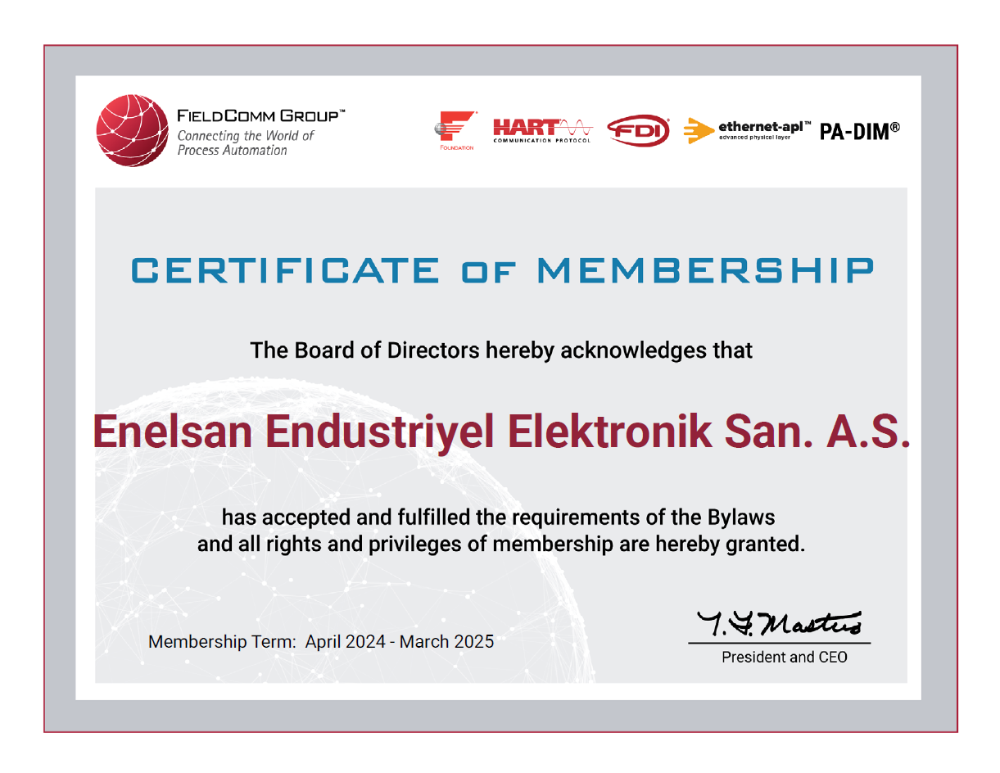 FieldComm Group™
Connecting the World of
Process Automation
Foundation
HART
COMMUNICATION PROTOCOL
FDI®
ethernet-apl™
advanced physical layer
PA-DIM®
CERTIFICATE OF MEMBERSHIP
The Board of Directors hereby acknowledges that
Enelsan Endustriyel Elektronik San. A.S.
has accepted and fulfilled the requirements of the Bylaws
and all rights and privileges of membership are hereby granted.
T. G. Masters
Membership Term: April 2024 - March 2025
President and CEO